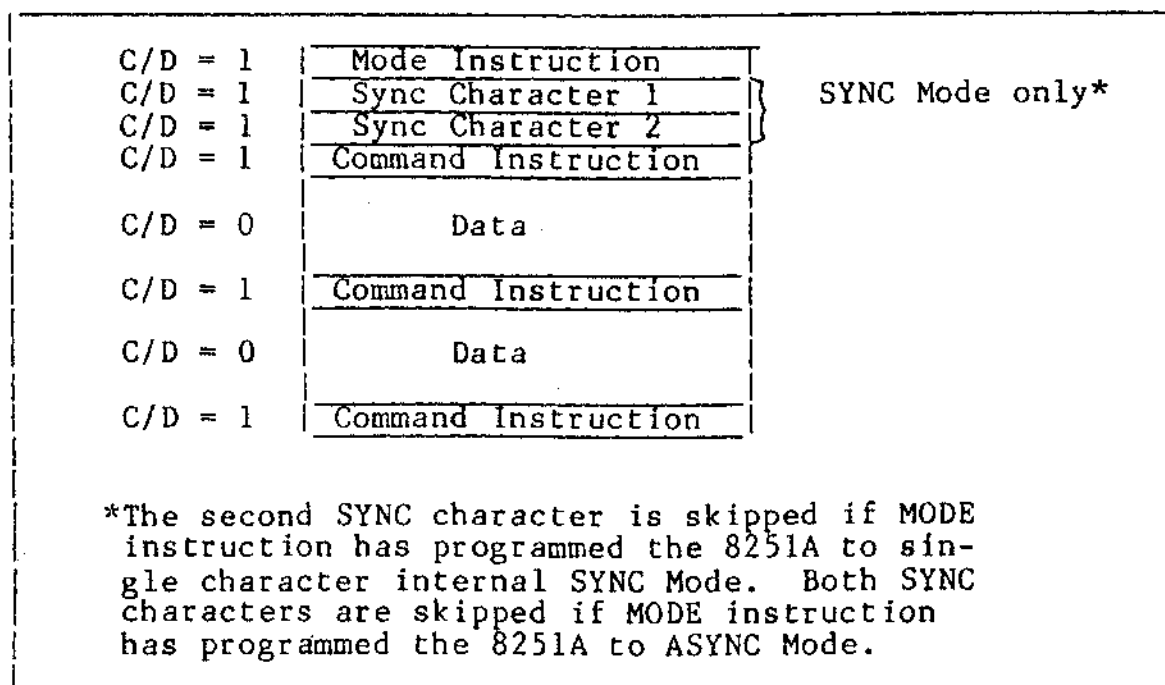 C/D = 1 Mode Instruction
C/D = 1 Sync Character 1 SYNC Mode only*
C/D = 1 Sync Character 2
C/D = 1 Command Instruction
C/D = 0 Data
C/D = 1 Command Instruction
C/D = 0 Data
C/D = 1 Command Instruction
*The second SYNC character is skipped if MODE
instruction has programmed the 8251A to sin-
gle character internal SYNC Mode. Both SYNC
characters are skipped if MODE instruction
has programmed the 8251A to ASYNC Mode.